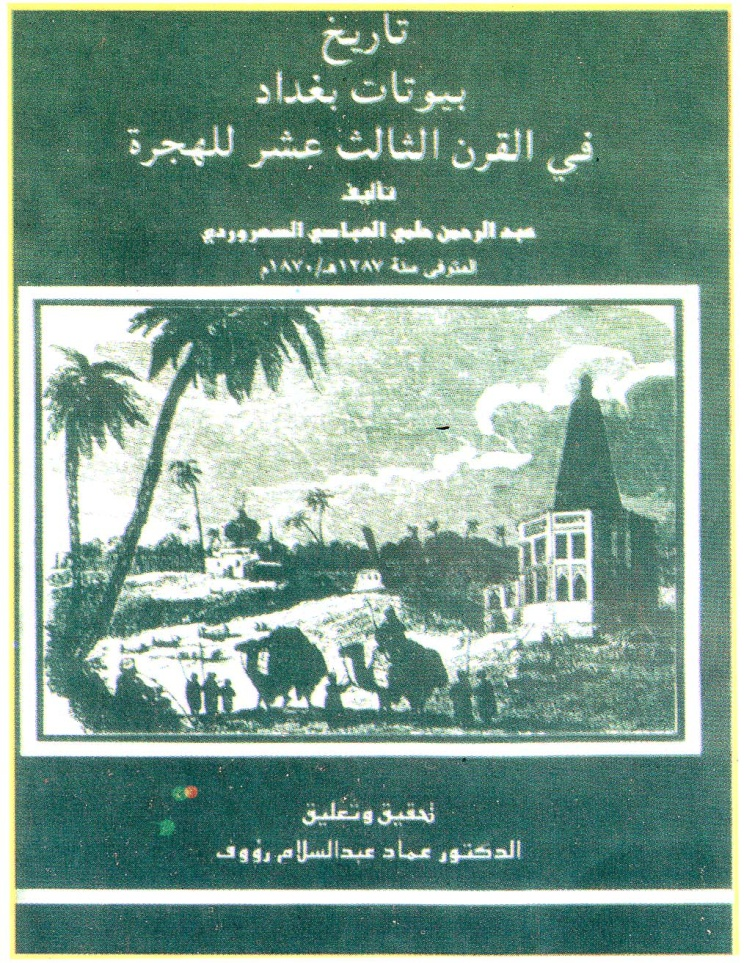 تاريخ
بيوتات بغداد
في القرن الثالث عشر للهجرة
تأليف
عبد الرحمن حلمي العباسي السهروردي
المتوفى سنة ١٢٨٧هـ/١٨٧٠م
تحقيق وتعليق
الدكتور عماد عبدالسلام رؤوف